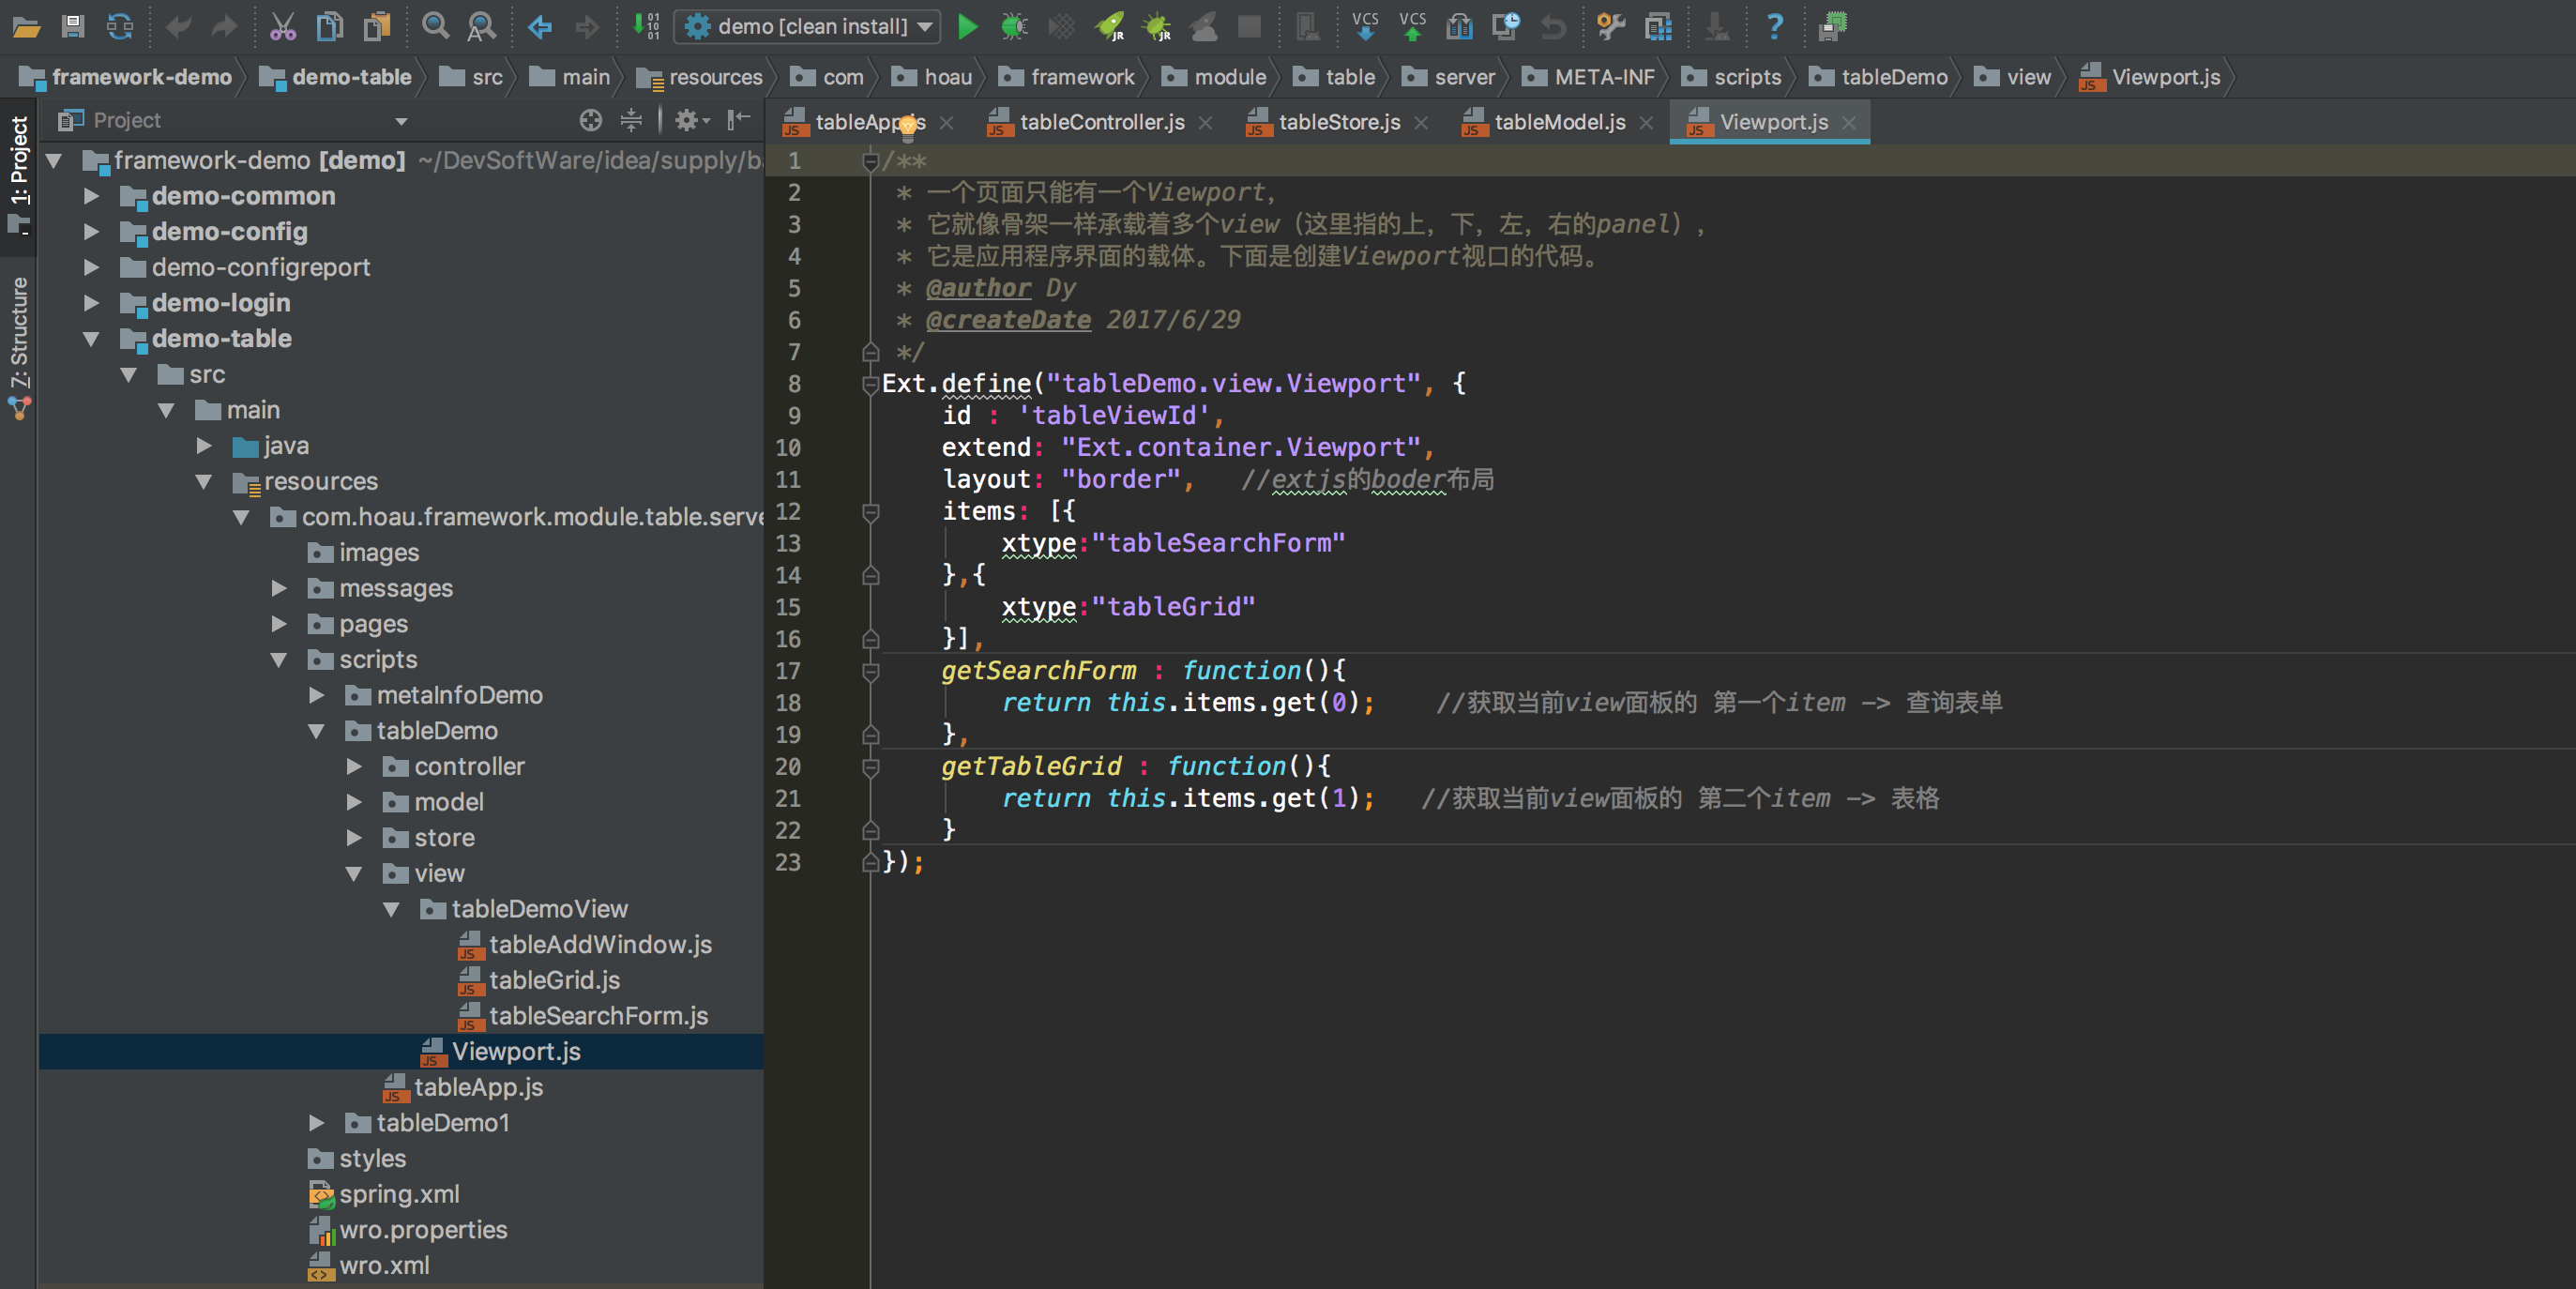 JR JR VCS VCS
demo [clean install]
framework-demo demo-table src main resources com hoau framework module table server META-INF scripts tableDemo view Viewport.js
1: Project
Z: Structure
Project
framework-demo [demo] ~/DevSoftWare/idea/supply/ba
demo-common
demo-config
demo-configreport
demo-login
demo-table
src
main
java
resources
com.hoau.framework.module.table.serve
images
messages
pages
scripts
metaInfoDemo
tableDemo
controller
model
store
view
tableDemoView
tableAddWindow.js
tableGrid.js
tableSearchForm.js
Viewport.js
tableApp.js
tableDemo1
styles
spring.xml
wro.properties
wro.xml
tableApp.js tableController.js tableStore.js tableModel.js Viewport.js
1 /**
2 * 一个页面只能有一个Viewport,
3 * 它就像骨架一样承载着多个view（这里指的上，下，左，右的panel）,
4 * 它是应用程序界面的载体。下面是创建Viewport视口的代码。
5 * @author Dy
6 * @createDate 2017/6/29
7 */
8 Ext.define("tableDemo.view.Viewport", {
9 id : 'tableViewId',
10 extend: "Ext.container.Viewport",
11 layout: "border", //extjs的boder布局
12 items: [{
13 xtype:"tableSearchForm"
14 },{
15 xtype:"tableGrid"
16 }],
17 getSearchForm : function(){
18 return this.items.get(0); //获取当前view面板的 第一个item -> 查询表单
19 },
20 getTableGrid : function(){
21 return this.items.get(1); //获取当前view面板的 第二个item -> 表格
22 }
23 });